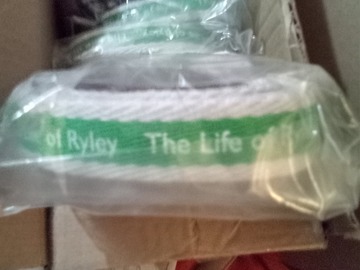 of Ryley The Life of